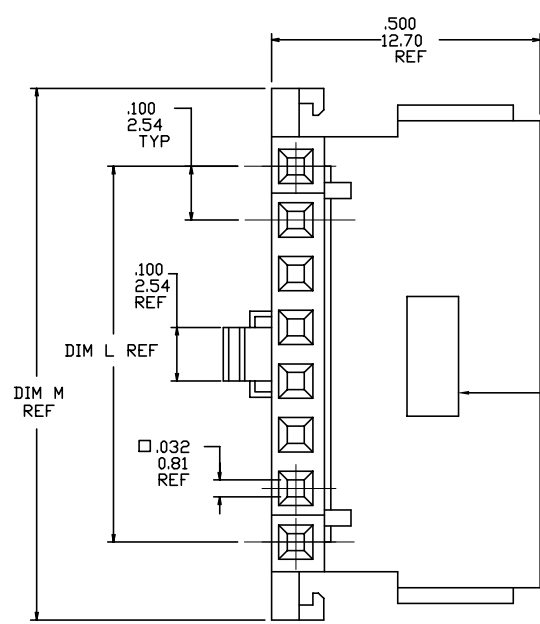 .500
12.70
REF
.100
2.54
TYP
.100
2.54
REF
DIM L REF
DIM M
REF
□ .032
0.81
REF